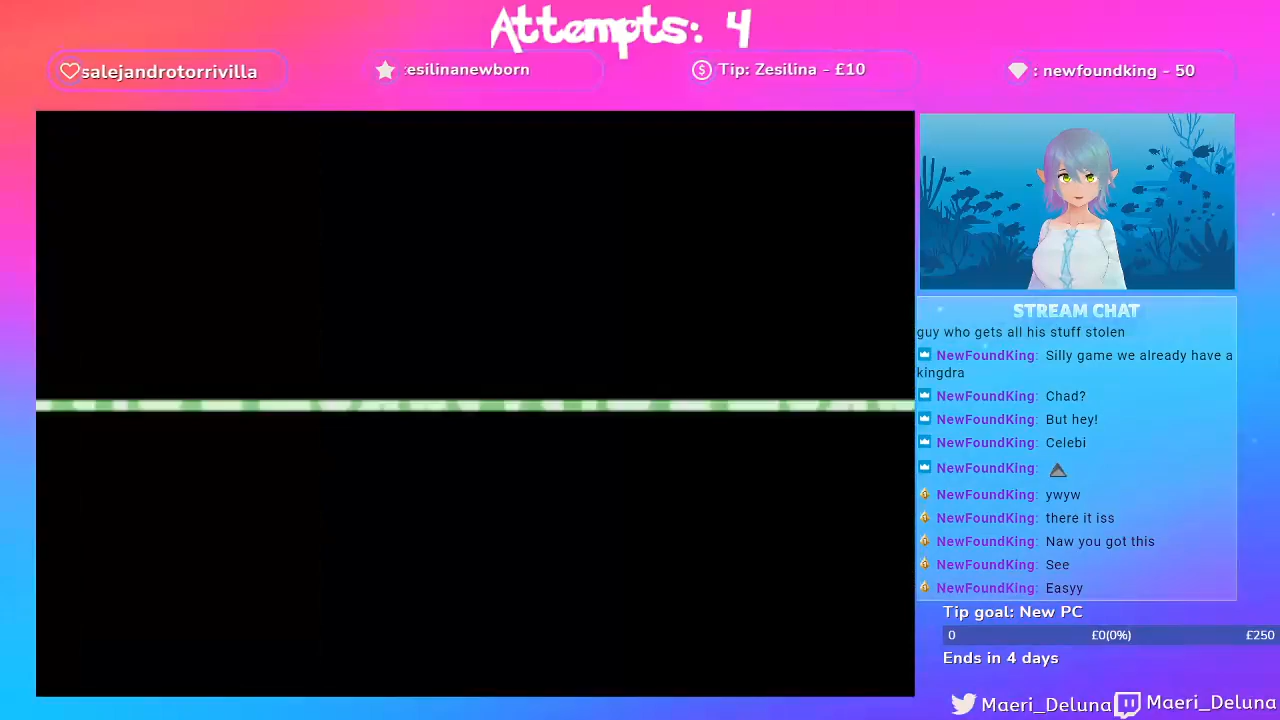 Attempts: 4
salejandrotorrivilla
zesilinanewborn
Tip: Zesilina - £10
: newfoundking - 50
STREAM CHAT
guy who gets all his stuff stolen
NewFoundKing: Silly game we already have a
kingdra
NewFoundKing: Chad?
NewFoundKing: But hey!
NewFoundKing: Celebi
NewFoundKing:
NewFoundKing: ywyw
NewFoundKing: there it iss
NewFoundKing: Naw you got this
NewFoundKing: See
NewFoundKing: Easyy
Tip goal: New PC
0 £0(0%) £250
Ends in 4 days
Maeri_Deluna Maeri_Deluna